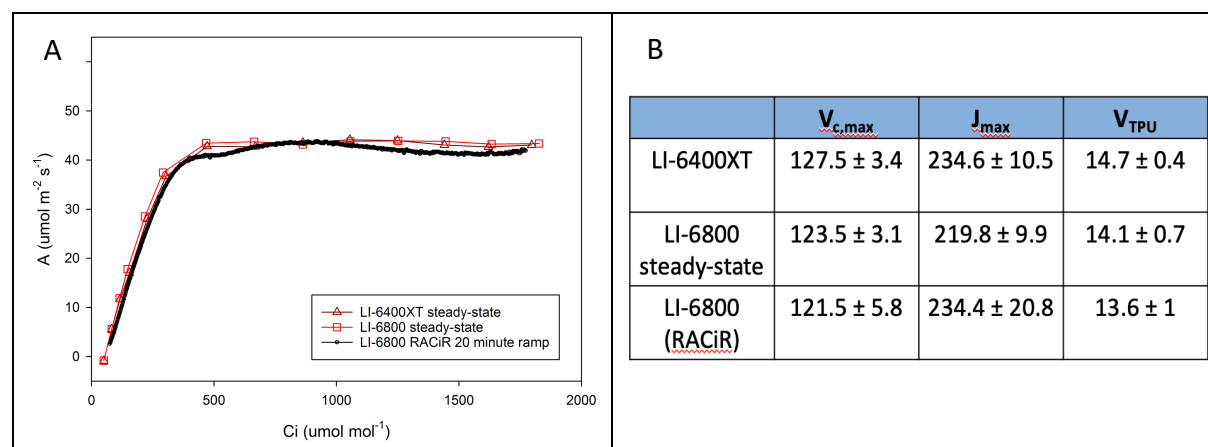 A
A (umol m-2 s-1)
50
40
30
20
10
0
LI-6400XT steady-state
LI-6800 steady-state
LI-6800 RACiR 20 minute ramp
0 500 1000 1500 2000
Ci (umol mol-1)
B
Vc,max Jmax VTPU
LI-6400XT 127.5 ± 3.4 234.6 ± 10.5 14.7 ± 0.4
LI-6800 123.5 ± 3.1 219.8 ± 9.9 14.1 ± 0.7
steady-state
LI-6800 121.5 ± 5.8 234.4 ± 20.8 13.6 ± 1
(RACiR)